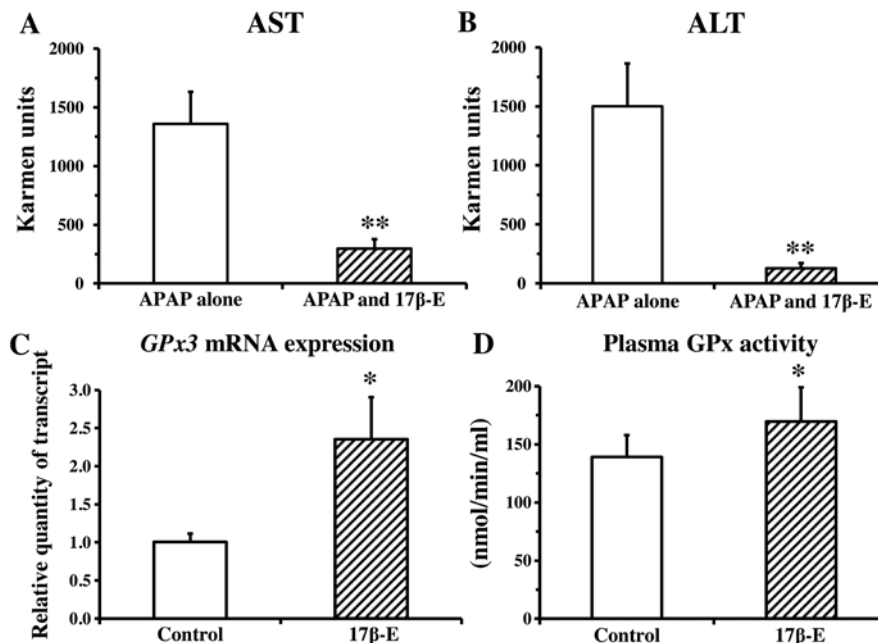 A
AST
Karmen units
2000
1500
1000
500
0
**
APAP alone
APAP and 17β-E
B
ALT
Karmen units
2000
1500
1000
500
0
**
APAP alone
APAP and 17β-E
C
GPx3 mRNA expression
Relative quantity of transcript
3.0
2.5
2.0
1.5
1.0
0.5
0.0
*
Control
17β-E
D
Plasma GPx activity
(nmol/min/ml)
200
150
100
50
0
*
Control
17β-E